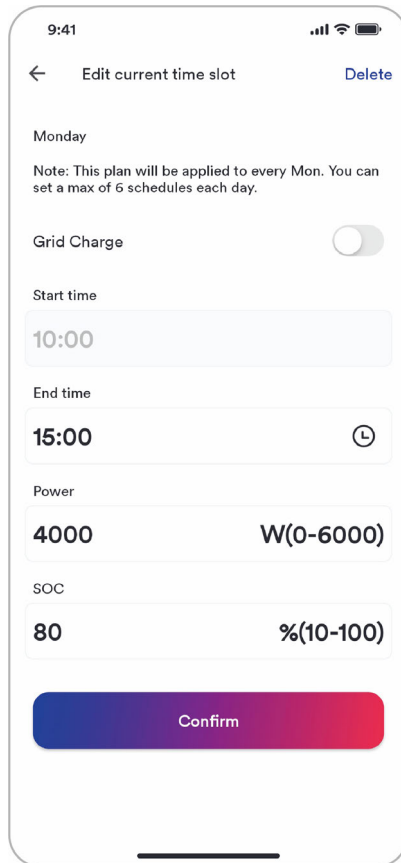 9:41
Edit current time slot Delete
Monday
Note: This plan will be applied to every Mon. You can
set a max of 6 schedules each day.
Grid Charge
Start time
10:00
End time
15:00
Power
4000 W(0-6000)
SOC
80 %(10-100)
Confirm